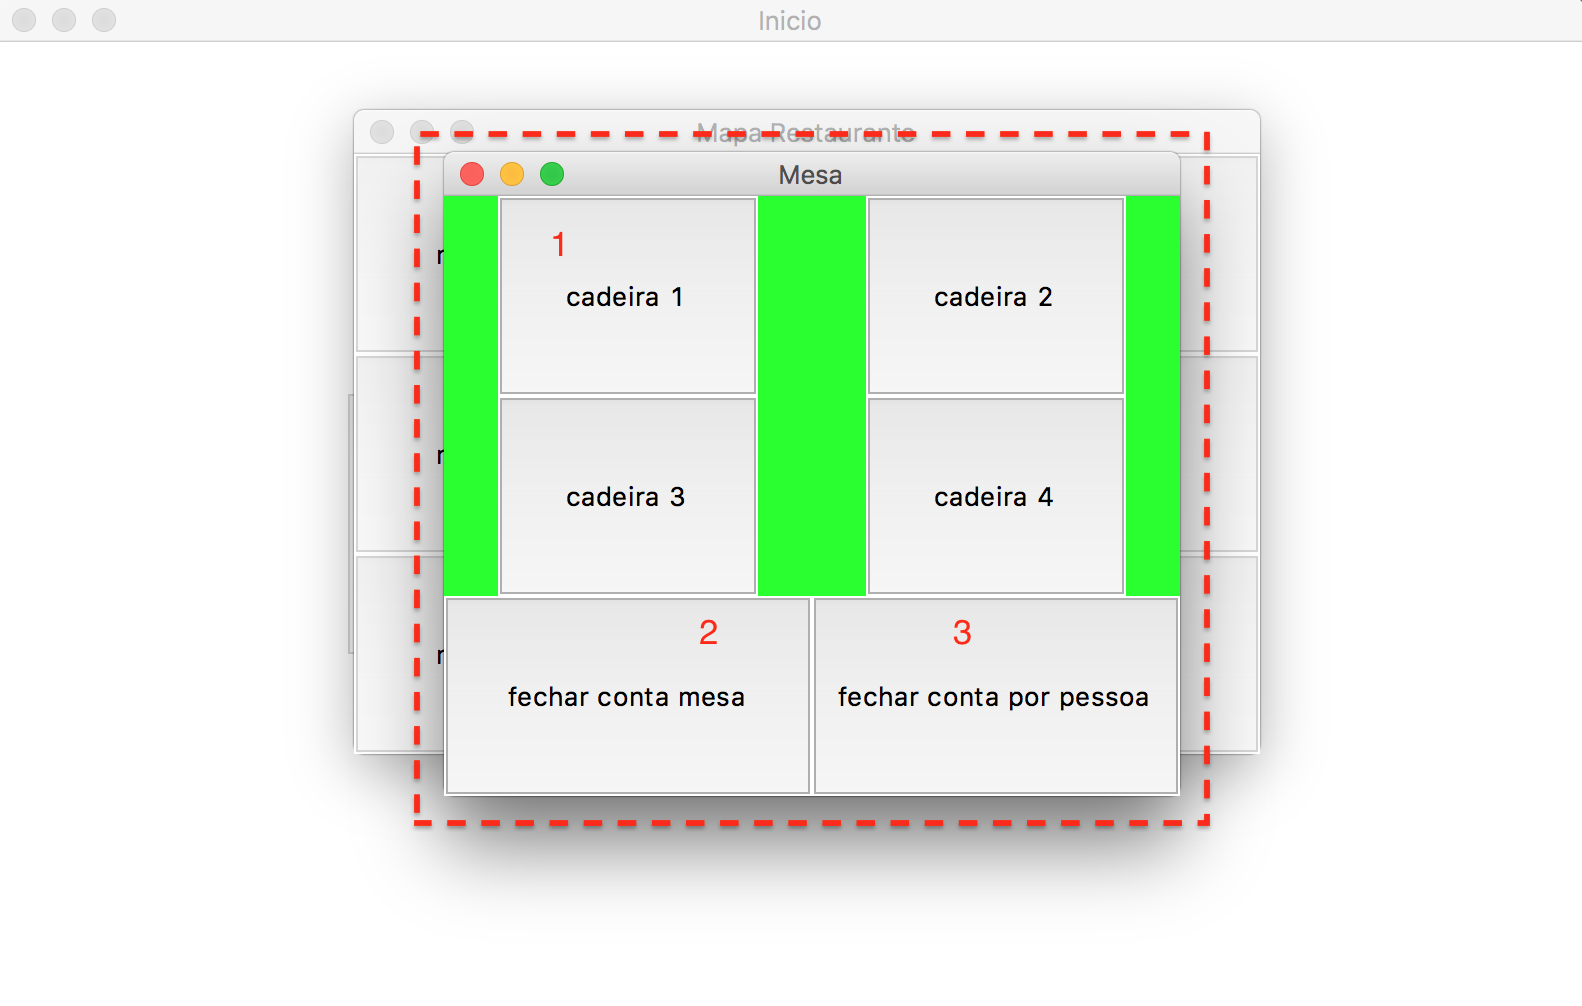 Inicio
Mapa Restaurante
Mesa
1
cadeira 1
cadeira 2
cadeira 3
cadeira 4
2
3
fechar conta mesa
fechar conta por pessoa